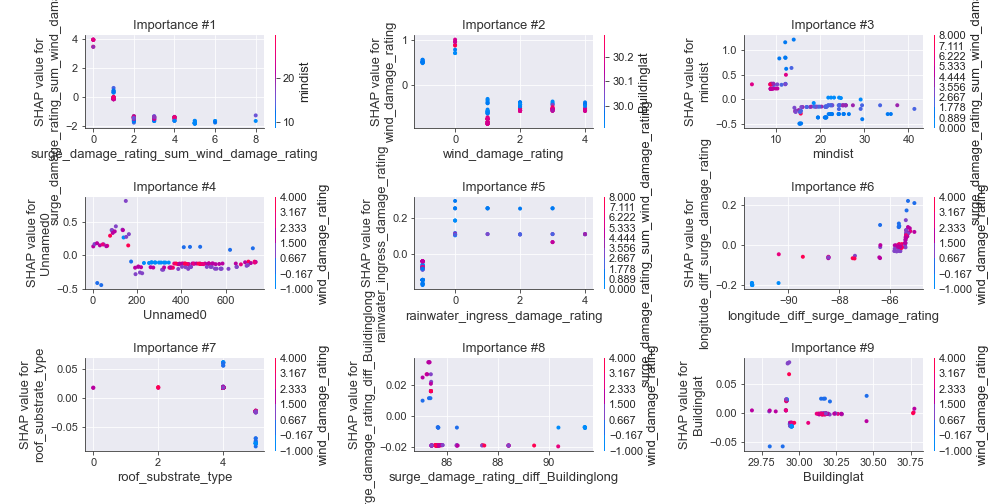 Importance #1
Importance #2
Importance #3
SHAP value for
surge_damage_rating_sum_wind_dam
4
2
0
−2
0
2
4
6
8
surge_damage_rating_sum_wind_damage_rating
20
10
mindist
SHAP value for
wind_damage_rating
1
0
0
2
4
wind_damage_rating
30.2
30.1
30.0
Buildinglat
SHAP value for
mindist
1.0
0.5
0.0
−0.5
10
20
30
40
mindist
8.000
7.111
6.222
5.333
4.444
3.556
2.667
1.778
0.889
0.000
Importance #4
Importance #5
Importance #6
SHAP value for
Unnamed0
0.5
0.0
−0.5
0
200
400
600
Unnamed0
4.000
3.167
2.333
1.500
0.667
−0.167
−1.000
wind_damage_rating
SHAP value for
rainwater_ingress_damage_rating
0.2
0.0
0
2
4
rainwater_ingress_damage_rating
8.000
7.111
6.222
5.333
4.444
3.556
2.667
1.778
0.889
0.000
surge_damage_rating_sum_wind_damage_rating
SHAP value for
longitude_diff_surge_damage_rating
0.2
0.0
−0.2
−90
−88
−86
longitude_diff_surge_damage_rating
4.000
3.167
2.333
1.500
0.667
−0.167
−1.000
wind_damage_rating
Importance #7
Importance #8
Importance #9
SHAP value for
roof_substrate_type
0.05
0.00
−0.05
0
2
4
roof_substrate_type
4.000
3.167
2.333
1.500
0.667
−0.167
−1.000
wind_damage_rating
SHAP value for
ge_damage_rating_diff_Buildinglong
0.02
0.00
−0.02
86
88
90
surge_damage_rating_diff_Buildinglong
4.000
3.167
2.333
1.500
0.667
−0.167
−1.000
wind_damage_rating
SHAP value for
Buildinglat
0.05
0.00
−0.05
29.75
30.00
30.25
30.50
30.75
Buildinglat
4.000
3.167
2.333
1.500
0.667
−0.167
−1.000
wind_damage_rating